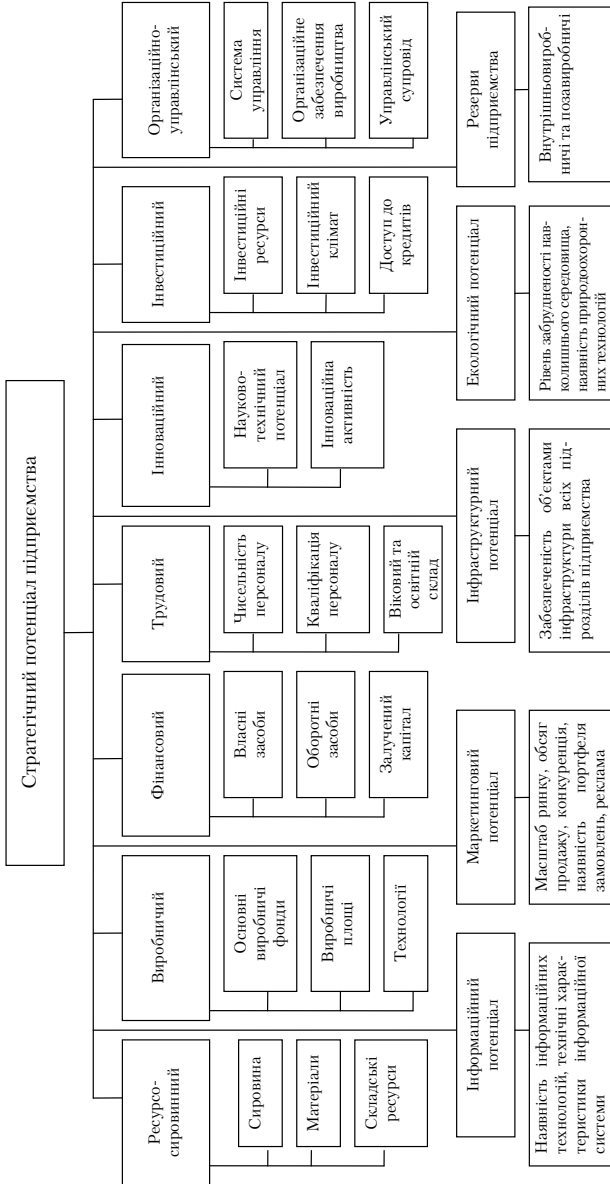 Стратегічний потенціал підприємства
Ресурсо-
сировинний
Сировина
Матеріали
Складські
ресурси
Виробничий
Основні
виробничі
фонди
Виробничі
площі
Технології
Фінансовий
Власні
засоби
Оборотні
засоби
Залучений
капітал
Трудовий
Чисельність
персоналу
Кваліфікація
персоналу
Віковий та
освітній
склад
Інноваційний
Науково-
технічний
потенціал
Інноваційна
активність
Інвестиційний
Інвестиційні
ресурси
Інвестиційний
клімат
Доступ до
кредитів
Організаційно-
управлінський
Система
управління
Організаційне
забезпечення
виробництва
Управлінський
супровід
Інформаційний
потенціал
Наявність інформаційних
технологій, технічні харак-
теристики інформаційної
системи
Маркетинговий
потенціал
Масштаб ринку, обсяг
продажу, конкуренція,
наявність портфеля
замовлень, реклама
Інфраструктурний
потенціал
Забезпеченість об’єктами
інфраструктури всіх під-
розділів підприємства
Екологічний потенціал
Рівень забрудненості нав-
колишнього середовища,
наявність природоохорон-
них технологій
Резерви
підприємства
Внутрішньовироб-
ничі та позавиробничі